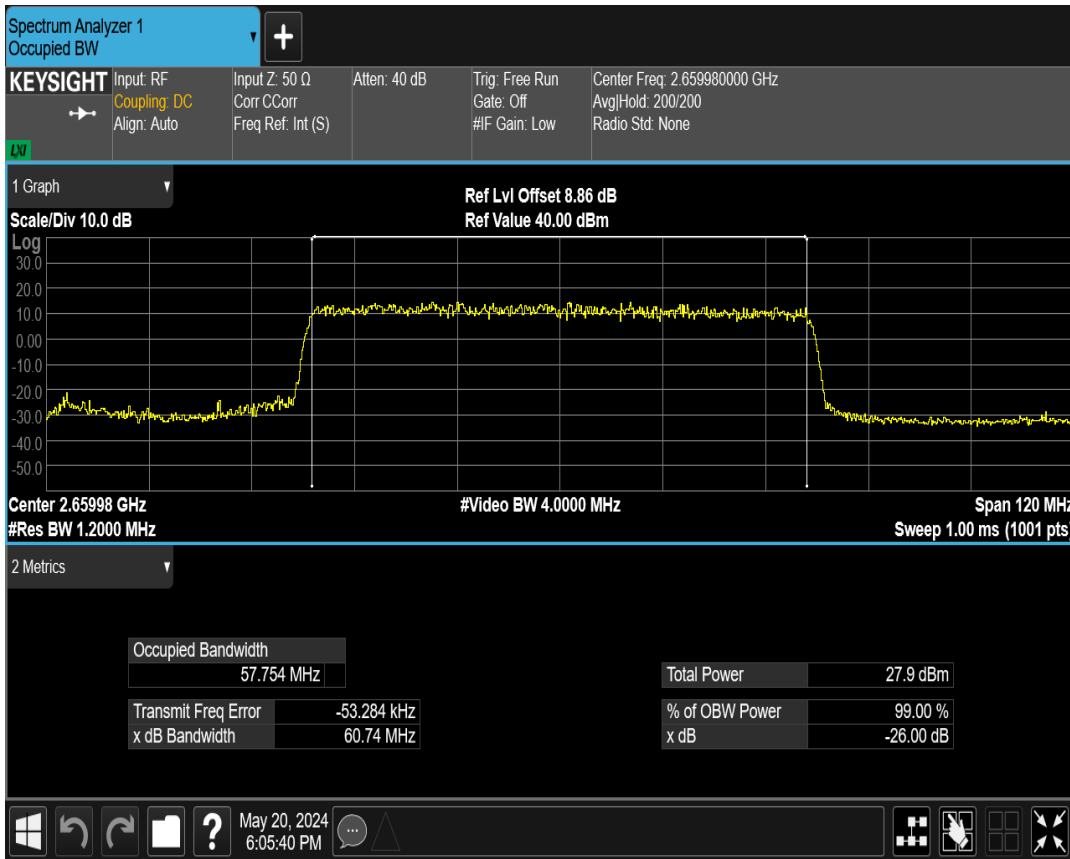 Spectrum Analyzer 1
Occupied BW
+
KEYSIGHT
LXI
Input: RF
Coupling: DC
Align: Auto
Input Z: 50 Ω
Corr CCorr
Freq Ref: Int (S)
Atten: 40 dB
Trig: Free Run
Gate: Off
#IF Gain: Low
Center Freq: 2.659980000 GHz
Avg|Hold: 200/200
Radio Std: None
1 Graph
Scale/Div 10.0 dB
Ref Lvl Offset 8.86 dB
Ref Value 40.00 dBm
Log
30.0
20.0
10.0
0.00
-10.0
-20.0
-30.0
-40.0
-50.0
Center 2.65998 GHz
#Video BW 4.0000 MHz
Span 120 MHz
#Res BW 1.2000 MHz
Sweep 1.00 ms (1001 pts)
2 Metrics
Occupied Bandwidth
57.754 MHz
Transmit Freq Error -53.284 kHz
x dB Bandwidth 60.74 MHz
Total Power 27.9 dBm
% of OBW Power 99.00 %
x dB -26.00 dB
?
May 20, 2024
6:05:40 PM